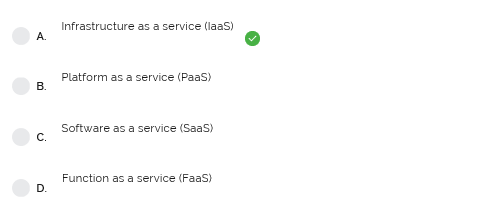 A. Infrastructure as a service (IaaS)
B. Platform as a service (PaaS)
C. Software as a service (SaaS)
D. Function as a service (FaaS)